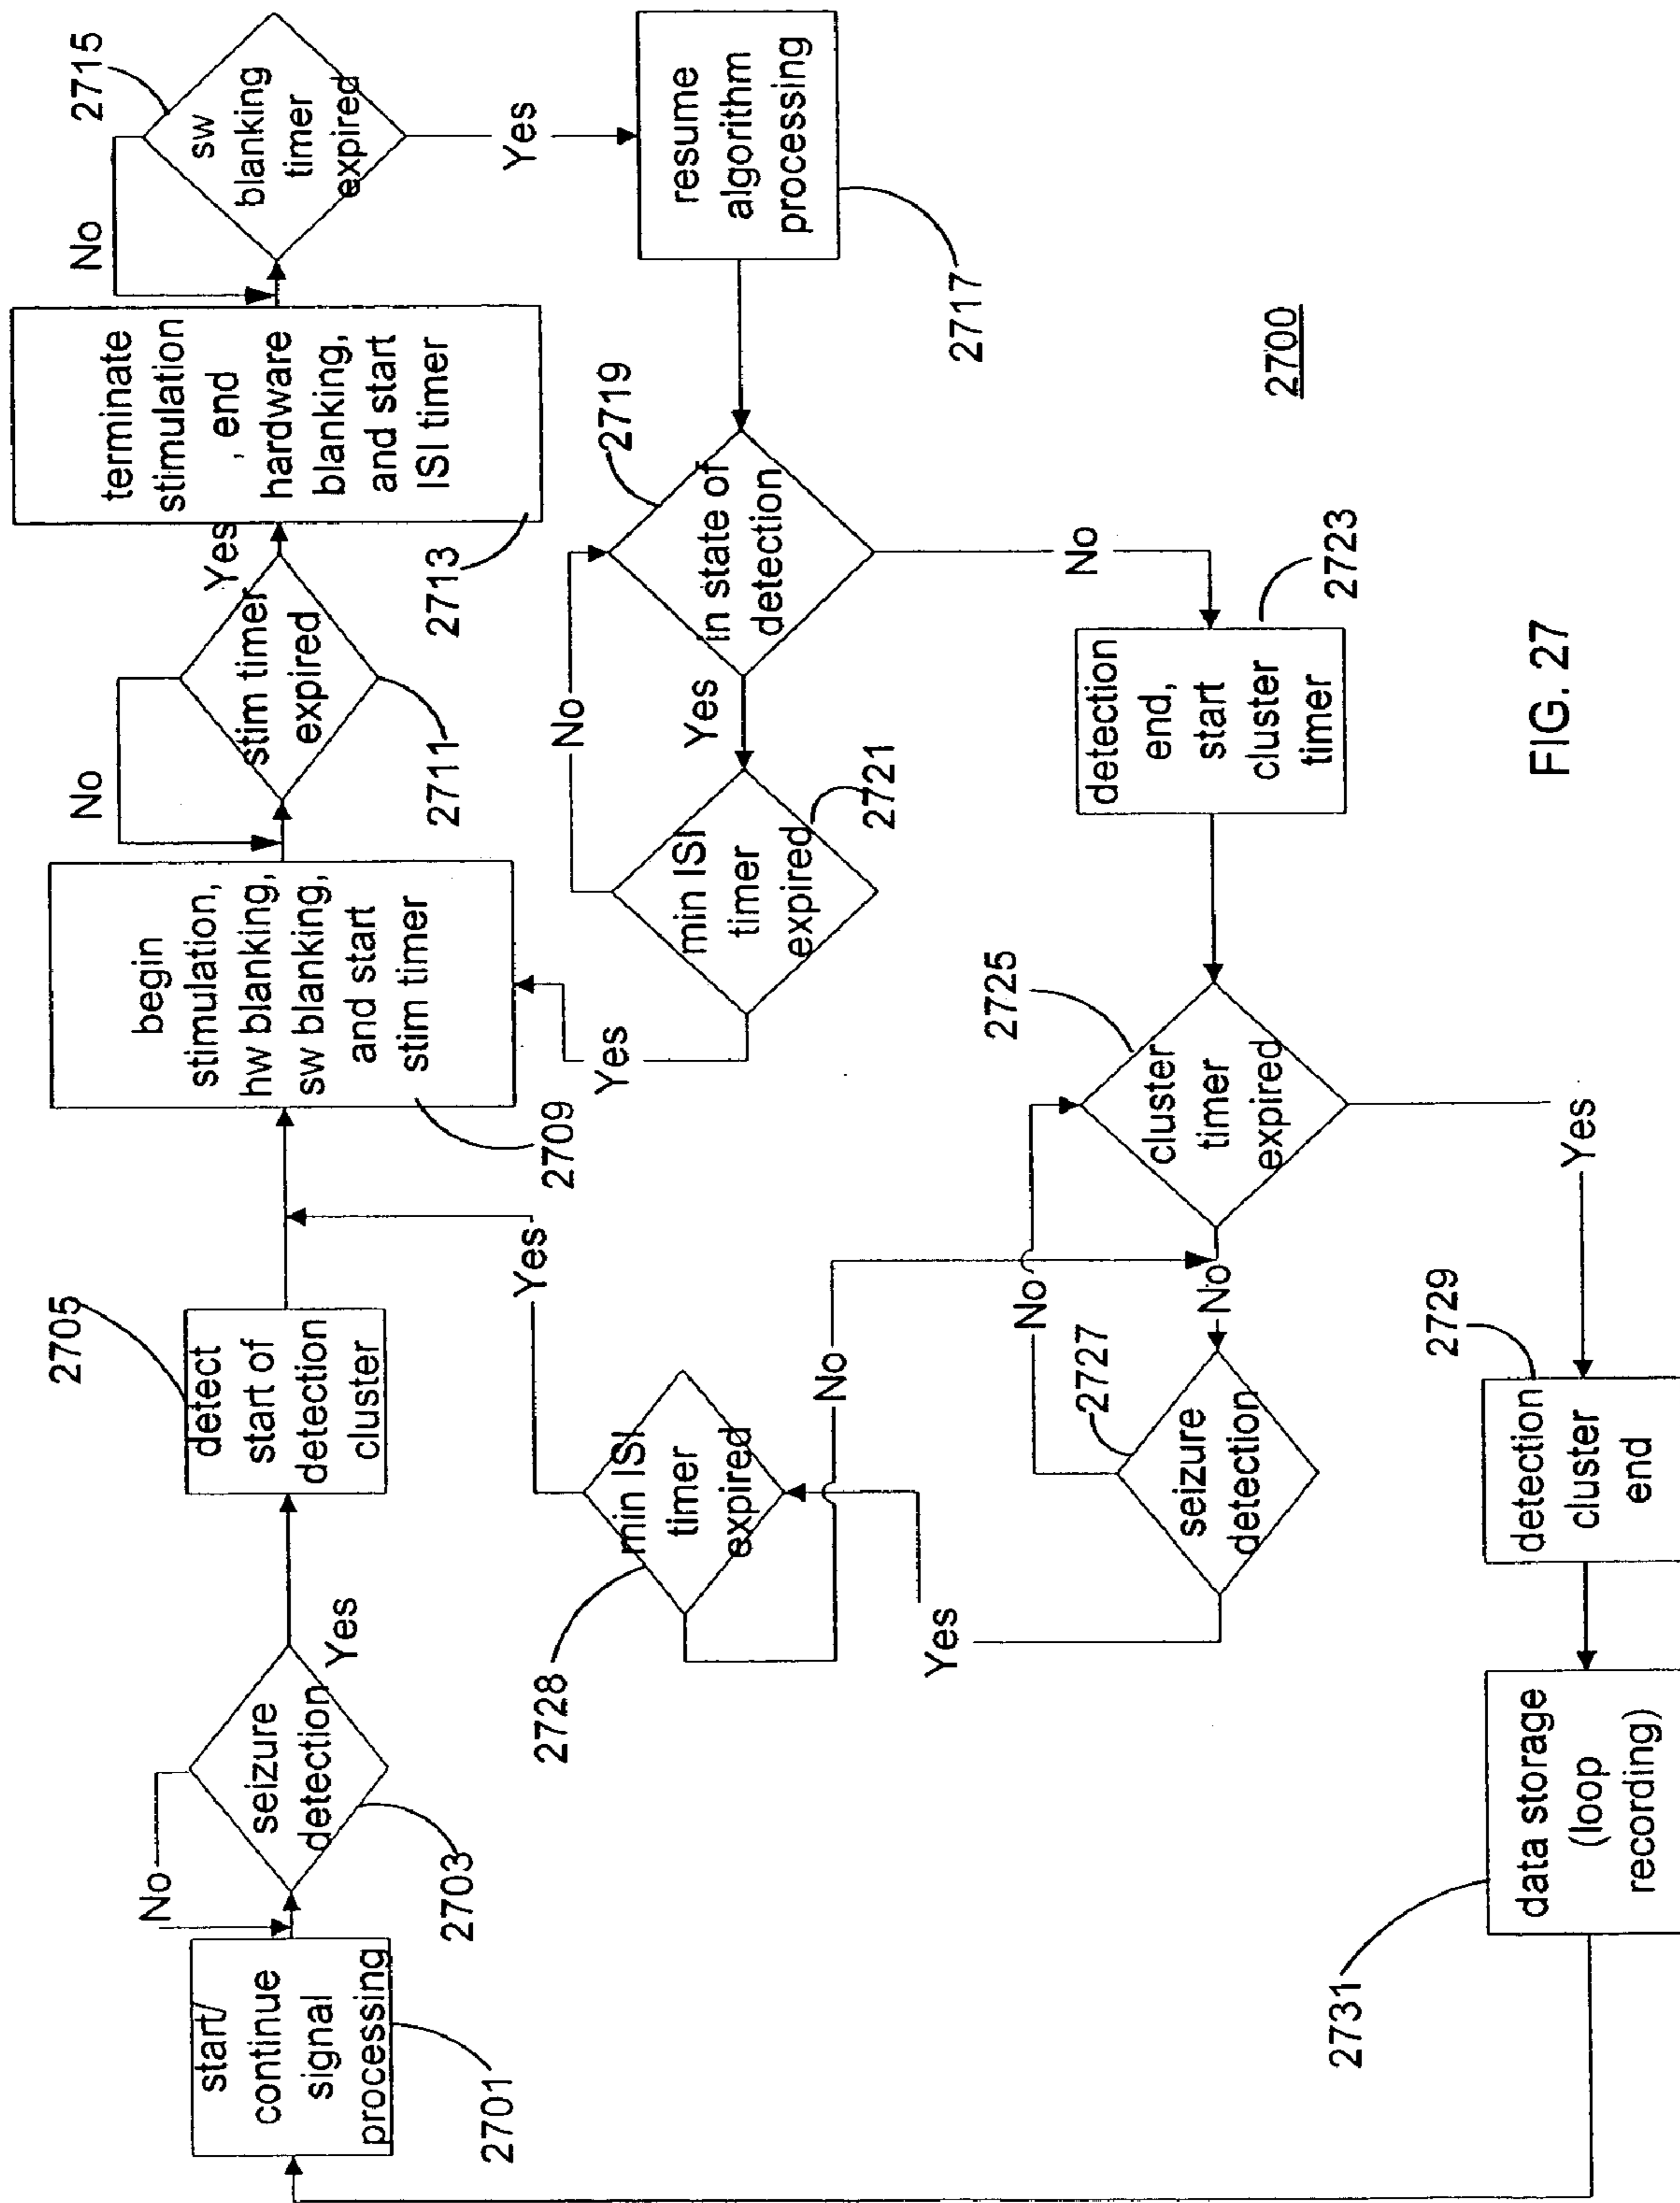 start/
continue
signal
processing
2701
No
seizure
detection
2703
Yes
2705
detect
start of
detection
cluster
begin
stimulation,
hw blanking,
sw blanking,
and start
stim timer
2709
No
stim timer
expired
2711
Yes
terminate
stimulation
, end
hardware
blanking,
and start
ISI timer
2713
No
sw
blanking
timer
expired
2715
Yes
resume
algorithm
processing
2717
2719
in state of
detection
No
Yes
min ISI
timer
expired
2721
Yes
No
detection
end,
start
cluster
timer
2723
2725
cluster
timer
expired
No
Yes
2727
seizure
detection
No
Yes
2728
min ISI
timer
expired
Yes
No
2729
detection
cluster
end
2731
data storage
(loop
recording)
2700
FIG. 27